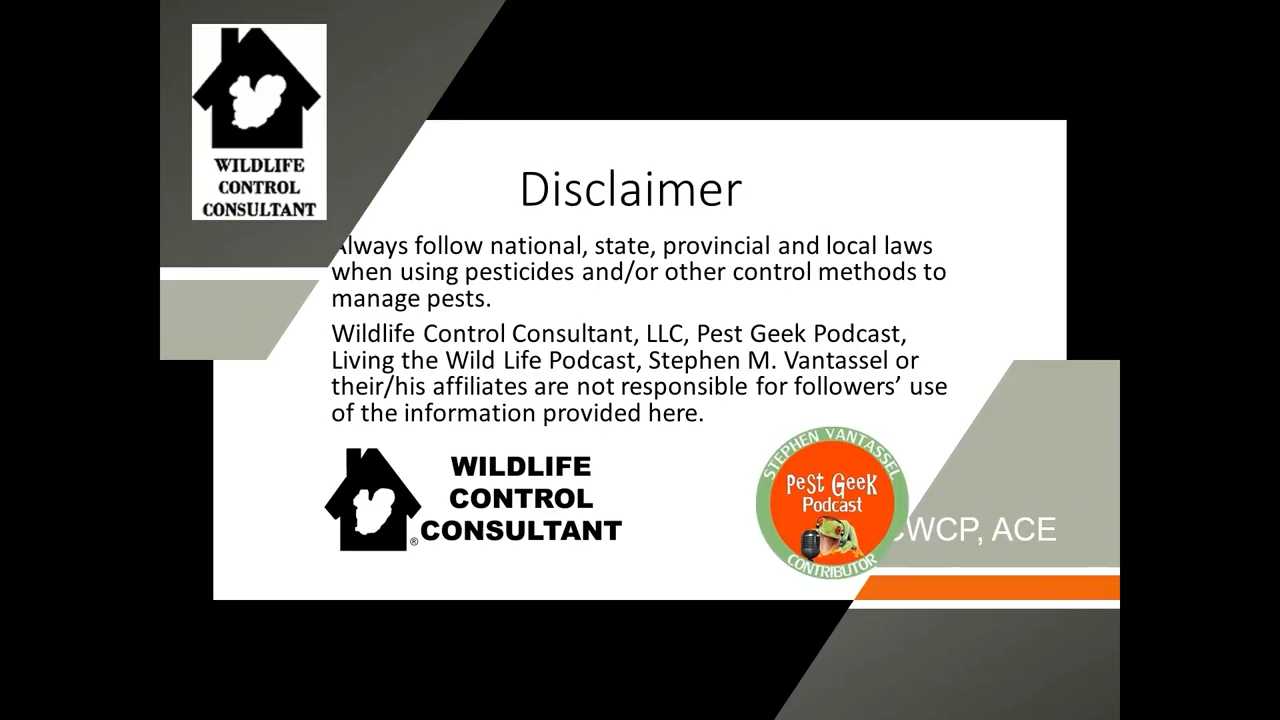 WILDLIFE
CONTROL
CONSULTANT
Disclaimer
Always follow national, state, provincial and local laws
when using pesticides and/or other control methods to
manage pests.
Wildlife Control Consultant, LLC, Pest Geek Podcast,
Living the Wild Life Podcast, Stephen M. Vantassel or
their/his affiliates are not responsible for followers’ use
of the information provided here.
WILDLIFE
CONTROL
®CONSULTANT
STEPHEN VANTASSEL
Pest Geek
Podcast
CONTRIBUTOR
CWCP, ACE